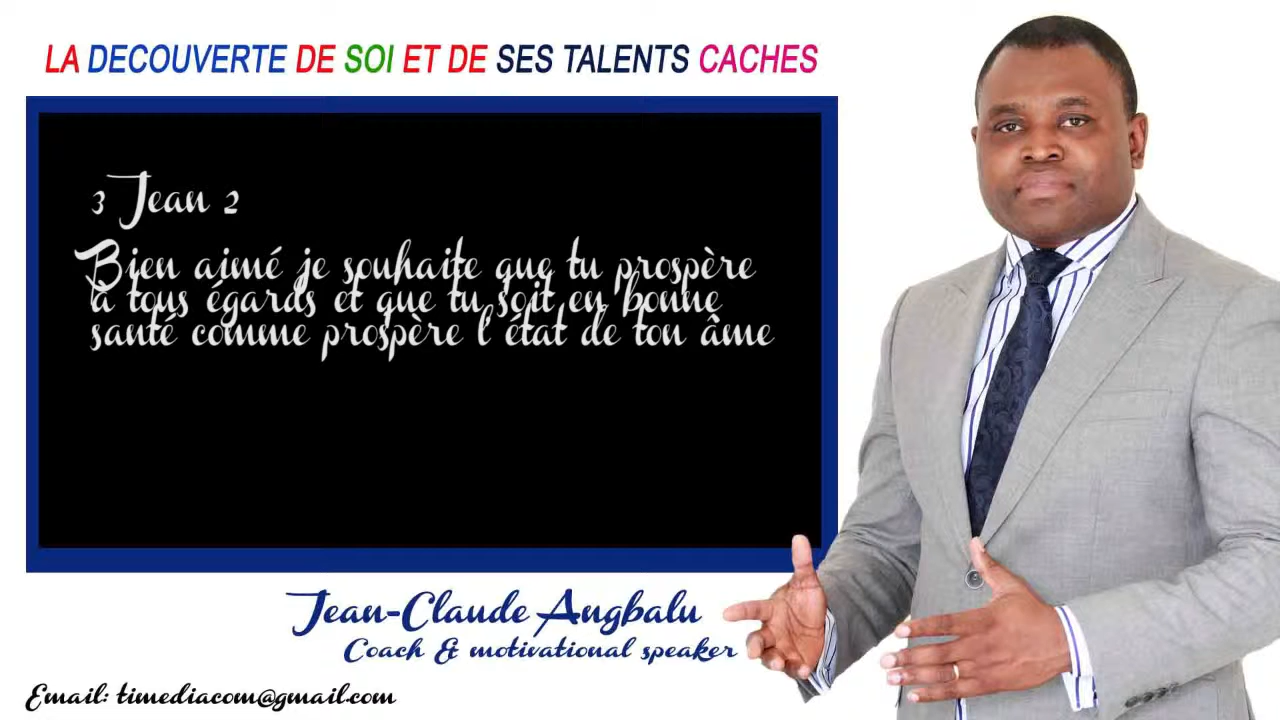 LA DECOUVERTE DE SOI ET DE SES TALENTS CACHES
3 Jean 2
Bien aimé je souhaite que tu prospère
à tous égards et que tu soit en bonne
santé comme prospère l'état de ton âme
Jean-Claude Angbalu
Coach & motivational speaker
Email: timediacom@gmail.com